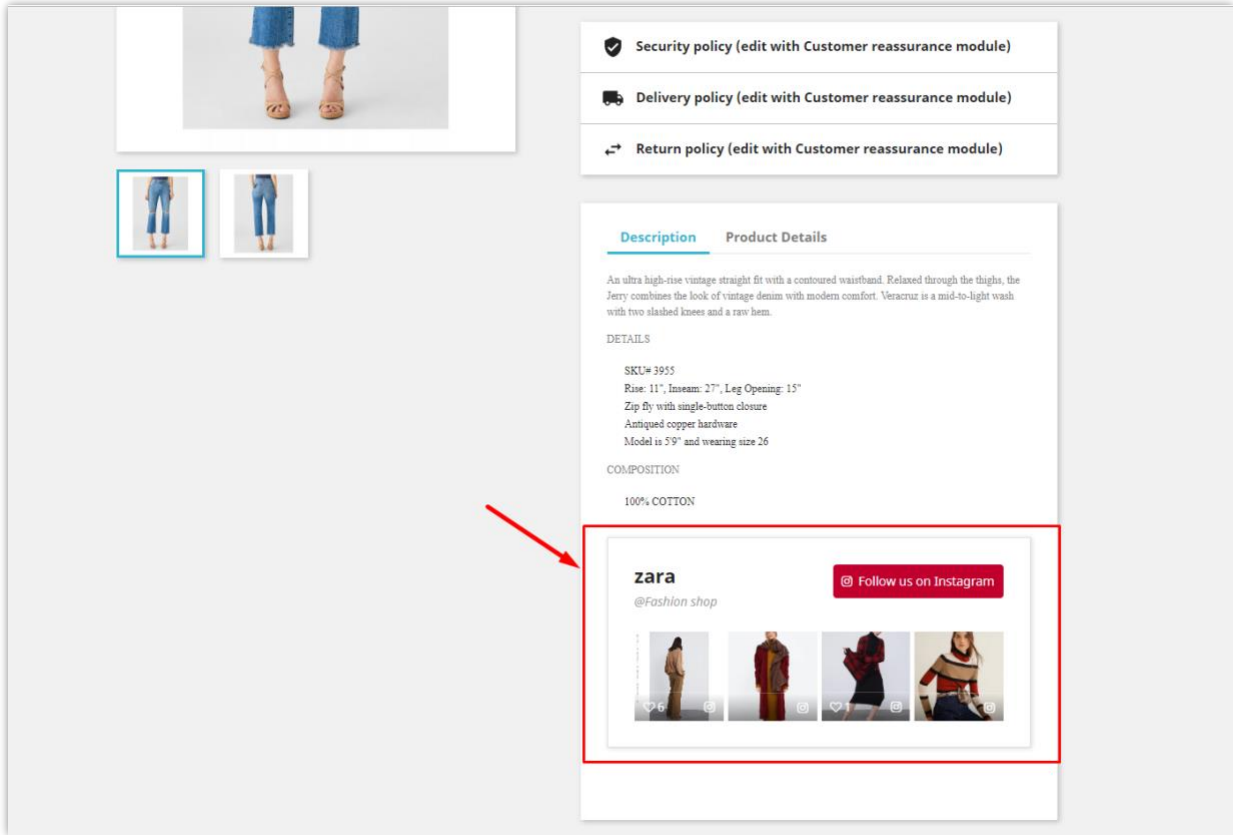 Security policy (edit with Customer reassurance module)
Delivery policy (edit with Customer reassurance module)
Return policy (edit with Customer reassurance module)
Description Product Details
An ultra high-rise vintage straight fit with a contoured waistband. Relaxed through the thighs, the
Jerry combines the look of vintage denim with modern comfort. Veracruz is a mid-to-light wash
with two slashed knees and a raw hem.
DETAILS
SKU# 3955
Rise: 11", Inseam: 27", Leg Opening: 15"
Zip fly with single-button closure
Antiqued copper hardware
Model is 5'9" and wearing size 26
COMPOSITION
100% COTTON
zara
Follow us on Instagram
@Fashion shop
6
1